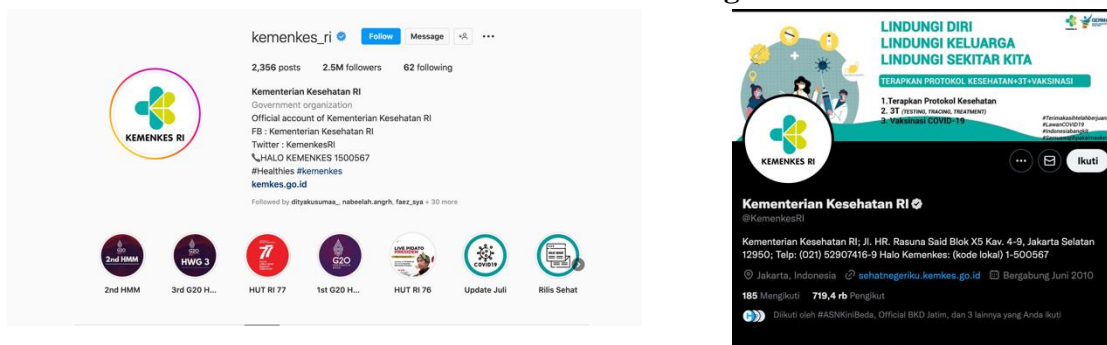 kemenkes_ri Follow Message
2,356 posts 2.5M followers 62 following
Kementerian Kesehatan RI
Government organization
Official account of Kementerian Kesehatan RI
FB : Kementerian Kesehatan RI
Twitter : KemenkesRI
📞HALO KEMENKES 1500567
#Healthies #kemenkes
kemkes.go.id
Followed by dityakusumaa_, nabeelah.angrh, faez_sya + 30 more
KEMENKES RI
2nd HMM
HWG 3
77
G20
LIVE PIDATO
PRESIDEN
COVID19
2nd HMM 3rd G20 H... HUT RI 77 1st G20 H... HUT RI 76 Update Juli Rilis Sehat
LINDUNGI DIRI
LINDUNGI KELUARGA
LINDUNGI SEKITAR KITA
TERAPKAN PROTOKOL KESEHATAN+3T+VAKSINASI
1.Terapkan Protokol Kesehatan
2. 3T (TESTING, TRACING, TREATMENT)
3. Vaksinasi COVID-19
#LawanCOVID19
KEMENKES RI
Ikuti
Kementerian Kesehatan RI
@KemenkesRI
Kementerian Kesehatan RI; Jl. HR. Rasuna Said Blok X5 Kav. 4-9, Jakarta Selatan
12950; Telp: (021) 52907416-9 Halo Kemenkes: (kode lokal) 1-500567
Jakarta, Indonesia sehatnegeriku.kemkes.go.id Bergabung Juni 2010
185 Mengikuti 719,4 rb Pengikut
Diikuti oleh #ASNKiniBeda, Official BKD Jatim, dan 3 lainnya yang Anda ikuti